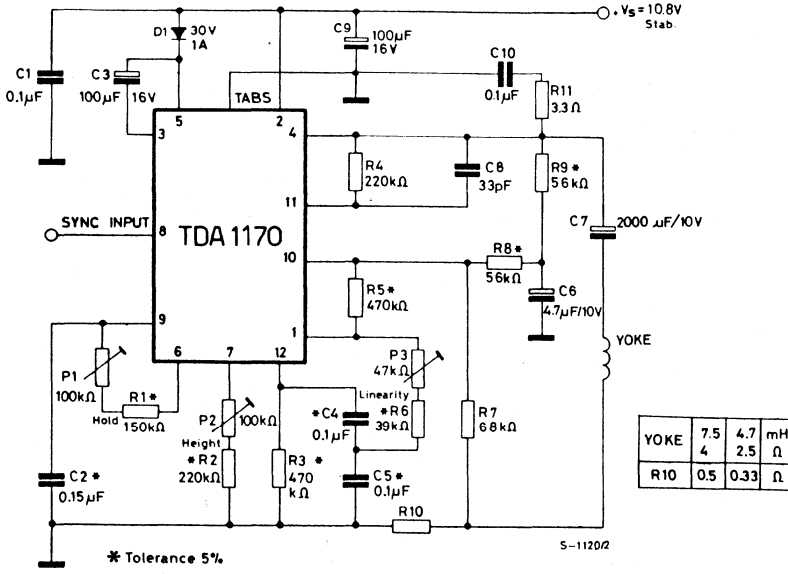 + Vs = 10.8V
Stab.
D1 30V
1A
C9
100µF
16V
C1
0.1µF
C3
100µF 16V
C10
0.1µF
R11
3.3Ω
TABS
5
2
3
4
R4
220kΩ
C8
33pF
R9*
56kΩ
C7
2000 µF/10V
11
SYNC INPUT
8
TDA 1170
10
R8*
56kΩ
R5*
470kΩ
C6
4.7µF/10V
9
1
YOKE
P1
100kΩ
6
7
12
P3
47kΩ
Hold
R1*
150kΩ
P2
100kΩ
Linearity
*C4
0.1µF
*R6
39kΩ
R7
68kΩ
Height
*R2
220kΩ
R3 *
470
kΩ
C2*
0.15µF
C5*
0.1µF
R10
YOKE 7.5 4.7 mH
4 2.5 Ω
R10 0.5 0.33 Ω
S-1120/2
* Tolerance 5%